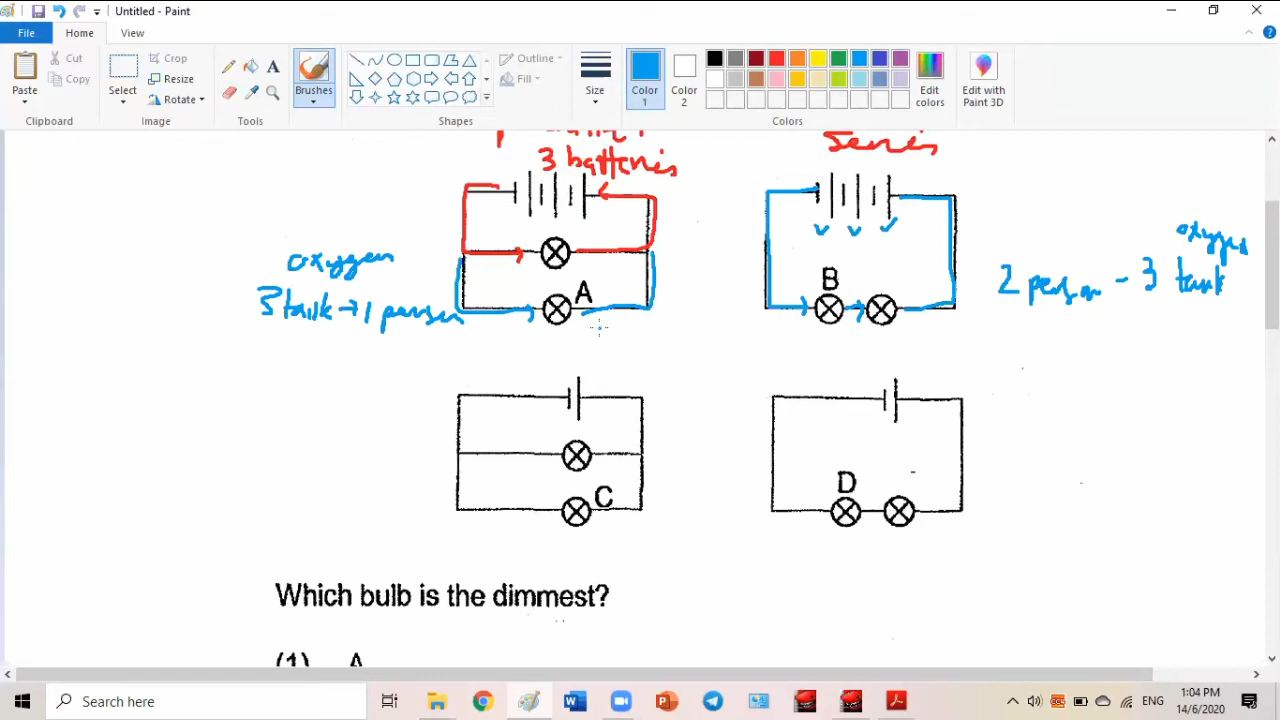 Untitled - Paint
File
Home
View
Paste
Cut
Copy
Clipboard
Select
Crop
Resize
Rotate
Image
Tools
Brushes
Shapes
Outline
Fill
Size
Color 1
Color 2
Edit colors
Edit with Paint 3D
Colors
3 batteries
Series
oxygen
3 tank → 1 person
A
B
oxygen
2 person - 3 tank
C
D
Which bulb is the dimmest?
(1) A
Search here
ENG
1:04 PM
14/6/2020